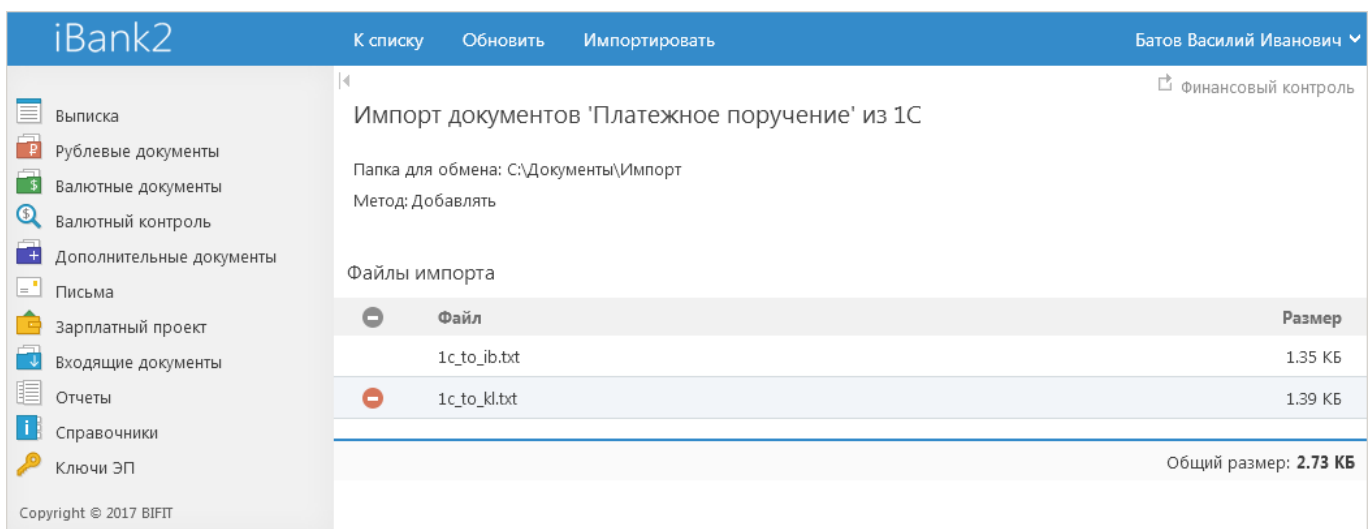 iBank2
К списку Обновить Импортировать Батов Василий Иванович
Финансовый контроль
Выписка
Рублевые документы
Валютные документы
Валютный контроль
Дополнительные документы
Письма
Зарплатный проект
Входящие документы
Отчеты
Справочники
Ключи ЭП
Copyright © 2017 BIFIT
Импорт документов 'Платежное поручение' из 1С
Папка для обмена: C:\Документы\Импорт
Метод: Добавлять
Файлы импорта
Файл Размер
1c_to_ib.txt 1.35 КБ
1c_to_kl.txt 1.39 КБ
Общий размер: 2.73 КБ